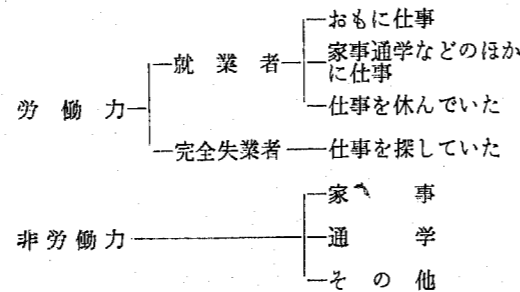 おもに仕事
就業者
家事通学などのほか
に仕事
労働力
仕事を休んでいた
完全失業者
仕事を探していた
家事
非労働力
通学
その他